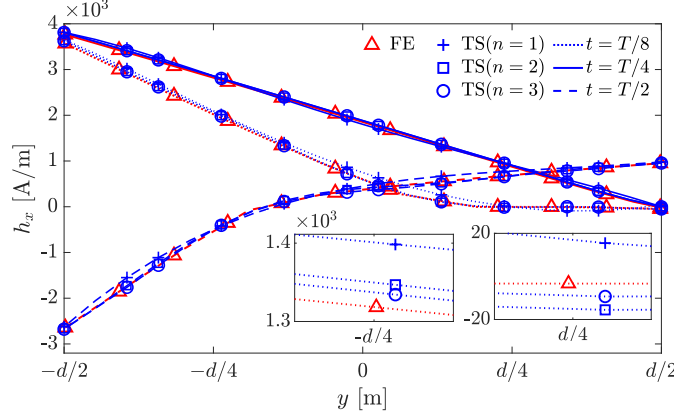 ×10³
4
3
2
1
0
-1
-2
-3
h_x [A/m]
FE
TS(n = 1)
TS(n = 2)
TS(n = 3)
t = T/8
t = T/4
t = T/2
×10³
1.4
1.3
-d/4
20
-20
d/4
−d/2
−d/4
0
d/4
d/2
y [m]